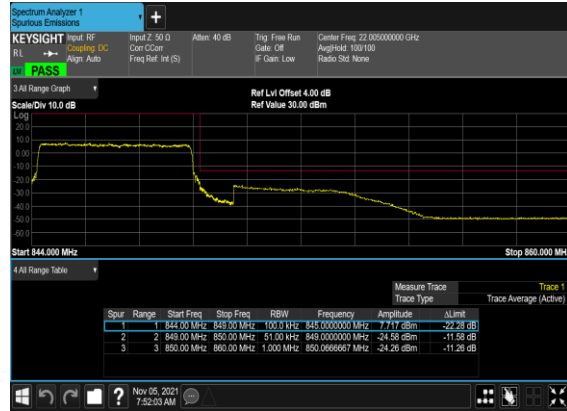 Spectrum Analyzer 1
Spurious Emissions
KEYSIGHT Input: RF Input Z: 50 Ω Atten: 40 dB Trig: Free Run Center Freq: 22.005000000 GHz
RL Coupling: DC Corr CCorr Gate: Off Avg|Hold: 100/100
Align: Auto Freq Ref: Int (S) IF Gain: Low Radio Std: None
PASS
3 All Range Graph
Ref Lvl Offset 4.00 dB
Scale/Div 10.0 dB Ref Value 30.00 dBm
Log
20.0
10.0
0.00
-10.0
-20.0
-30.0
-40.0
-50.0
-60.0
Start 844.000 MHz Stop 860.000 MH
4 All Range Table
Measure Trace Trace 1
Trace Type Trace Average (Active)
Spur Range Start Freq Stop Freq RBW Frequency Amplitude ΔLimit
1 1 844.00 MHz 849.00 MHz 100.0 kHz 845.0000000 MHz 7.717 dBm -22.28 dB
2 2 849.00 MHz 850.00 MHz 51.00 kHz 849.0000000 MHz -24.58 dBm -11.58 dB
3 3 850.00 MHz 860.00 MHz 1.000 MHz 850.0666667 MHz -24.26 dBm -11.26 dB
Nov 05, 2021
7:52:03 AM